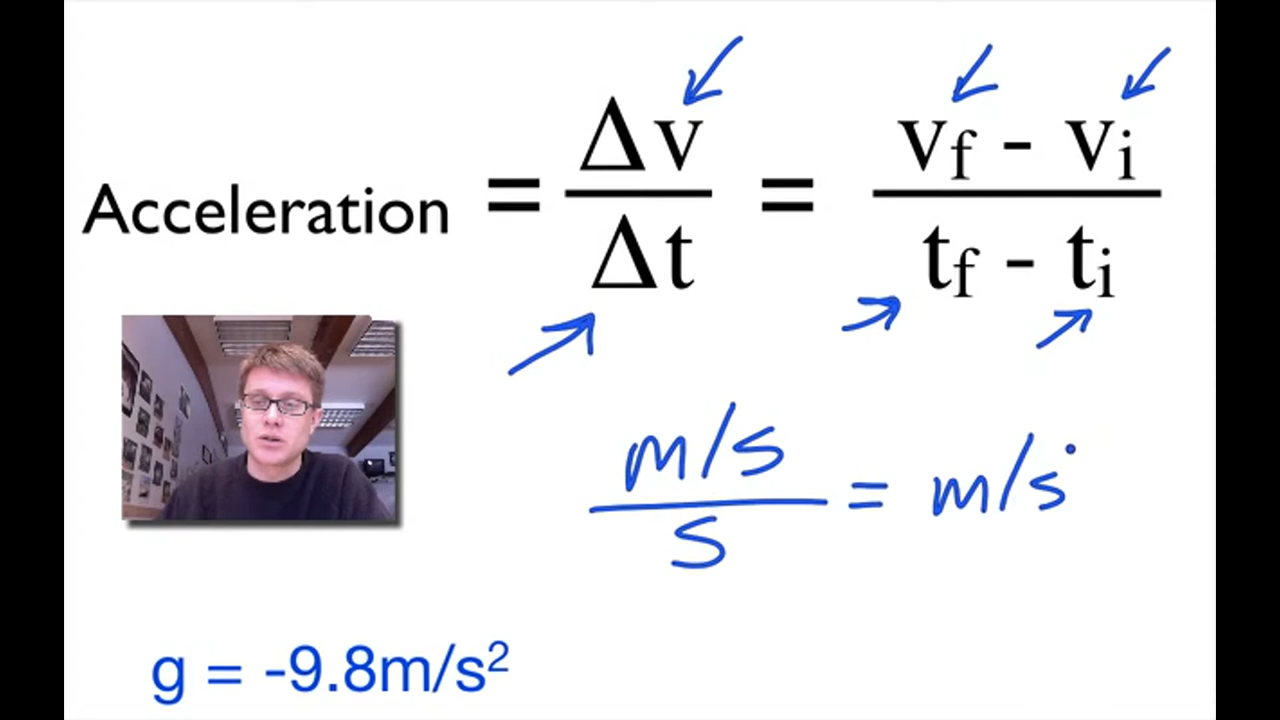 Acceleration = Δv / Δt = vf - vi / tf - ti
m/s / s = m/s
g = -9.8m/s²